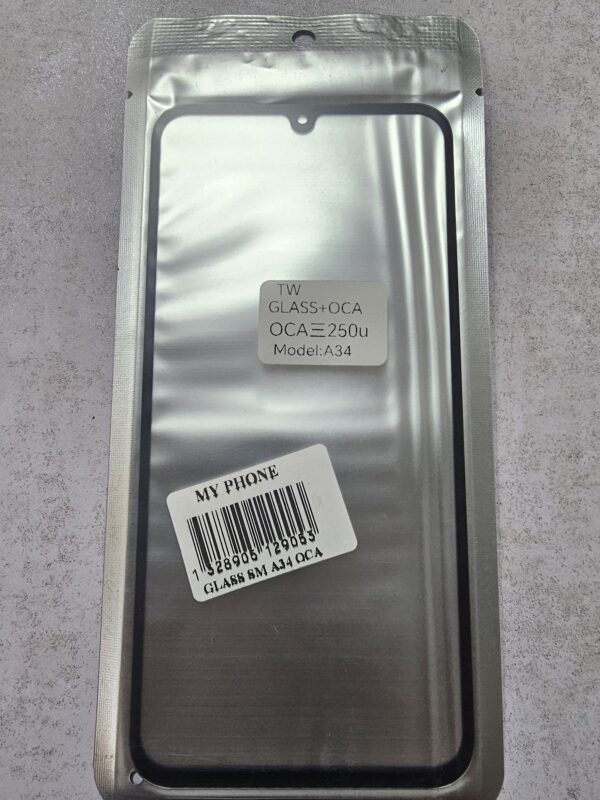 TW
GLASS+OCA
OCA三250u
Model:A34
MY PHONE
1 328905 129053
GLASS SM A34 OCA